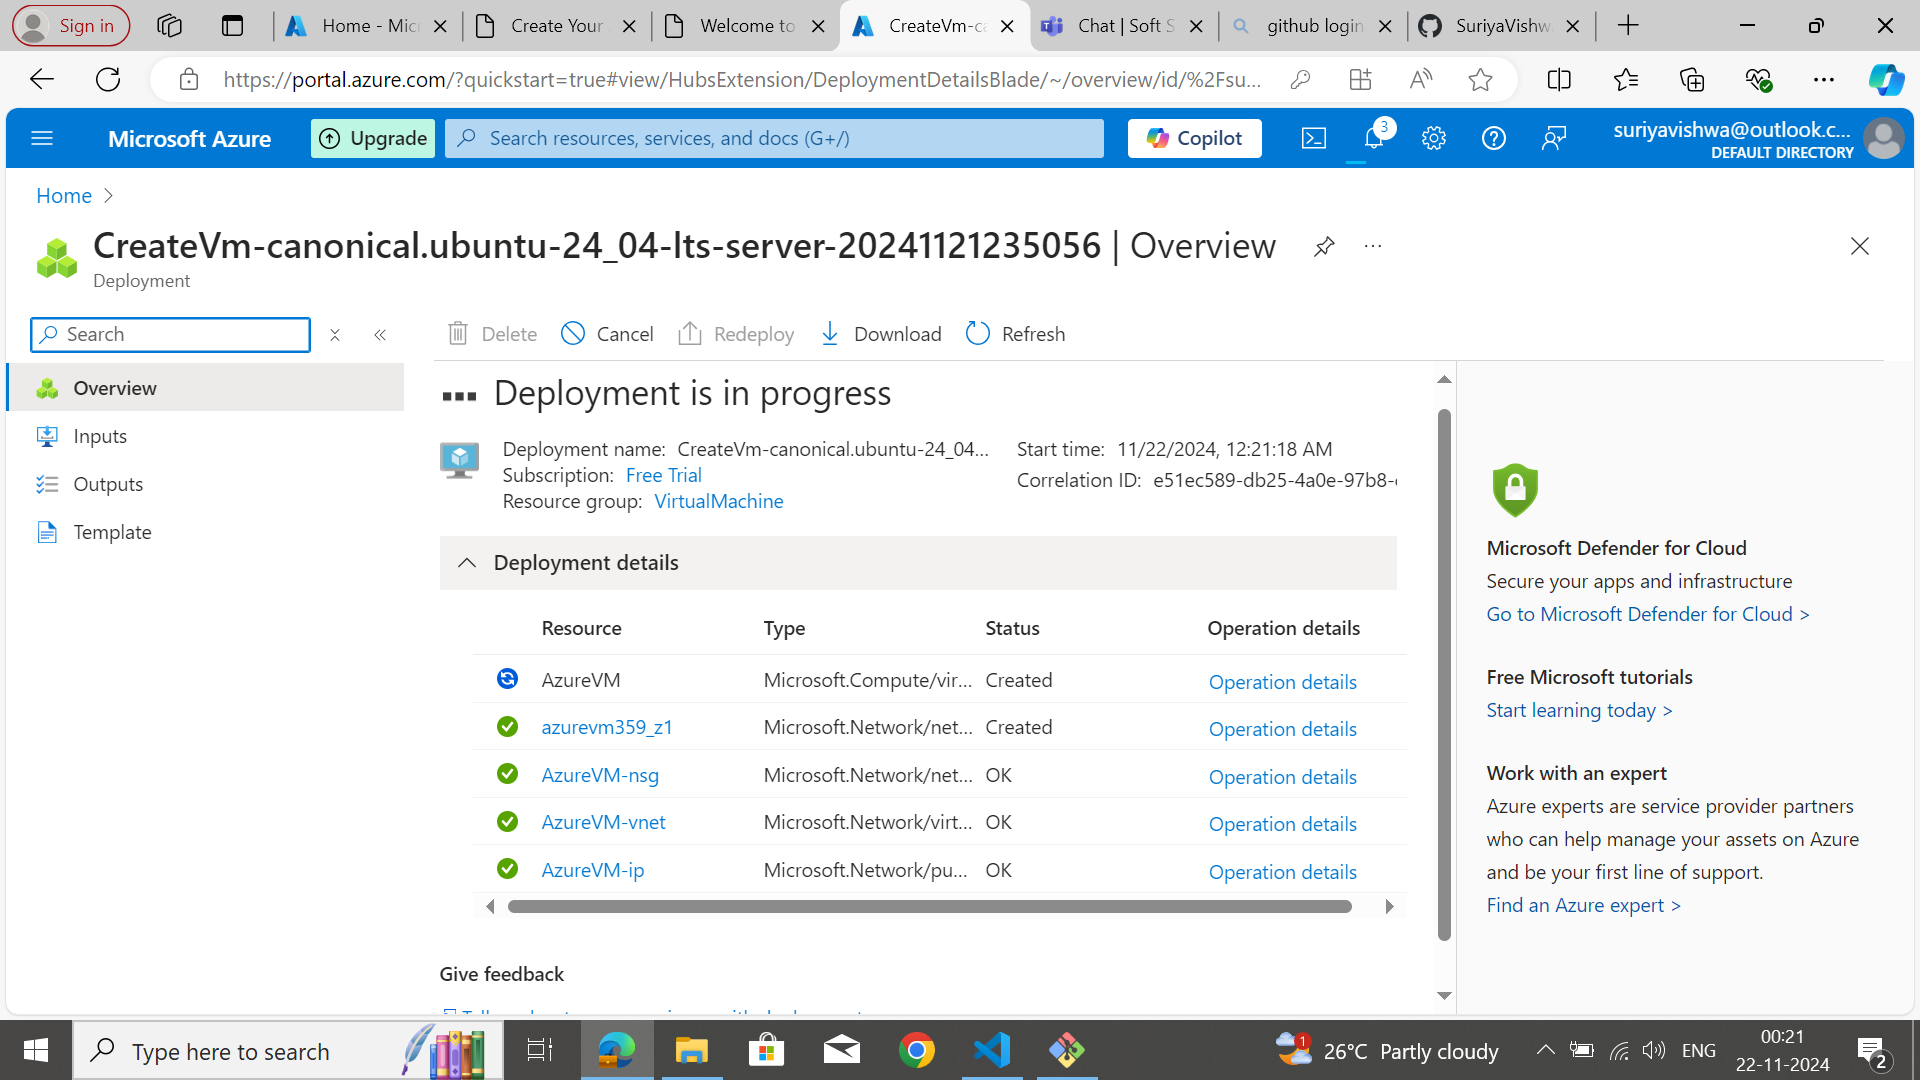 Sign in
Home - Mic
Create Your
Welcome to
CreateVm-ca
Chat | Soft S
github login
SuriyaVishw
https://portal.azure.com/?quickstart=true#view/HubsExtension/DeploymentDetailsBlade/~/overview/id/%2Fsu...
Microsoft Azure
Upgrade
Search resources, services, and docs (G+/)
Copilot
3
suriyavishwa@outlook.c...
DEFAULT DIRECTORY
Home
CreateVm-canonical.ubuntu-24_04-lts-server-20241121235056 | Overview
Deployment
Search
Delete
Cancel
Redeploy
Download
Refresh
Overview
Inputs
Outputs
Template
Deployment is in progress
Deployment name: CreateVm-canonical.ubuntu-24_04...
Subscription: Free Trial
Resource group: VirtualMachine
Start time: 11/22/2024, 12:21:18 AM
Correlation ID: e51ec589-db25-4a0e-97b8-
Deployment details
Resource Type Status Operation details
AzureVM Microsoft.Compute/vir... Created Operation details
azurevm359_z1 Microsoft.Network/net... Created Operation details
AzureVM-nsg Microsoft.Network/net... OK Operation details
AzureVM-vnet Microsoft.Network/virt... OK Operation details
AzureVM-ip Microsoft.Network/pu... OK Operation details
Give feedback
Microsoft Defender for Cloud
Secure your apps and infrastructure
Go to Microsoft Defender for Cloud >
Free Microsoft tutorials
Start learning today >
Work with an expert
Azure experts are service provider partners
who can help manage your assets on Azure
and be your first line of support.
Find an Azure expert >
Type here to search
1
26°C Partly cloudy
ENG
00:21
22-11-2024
2